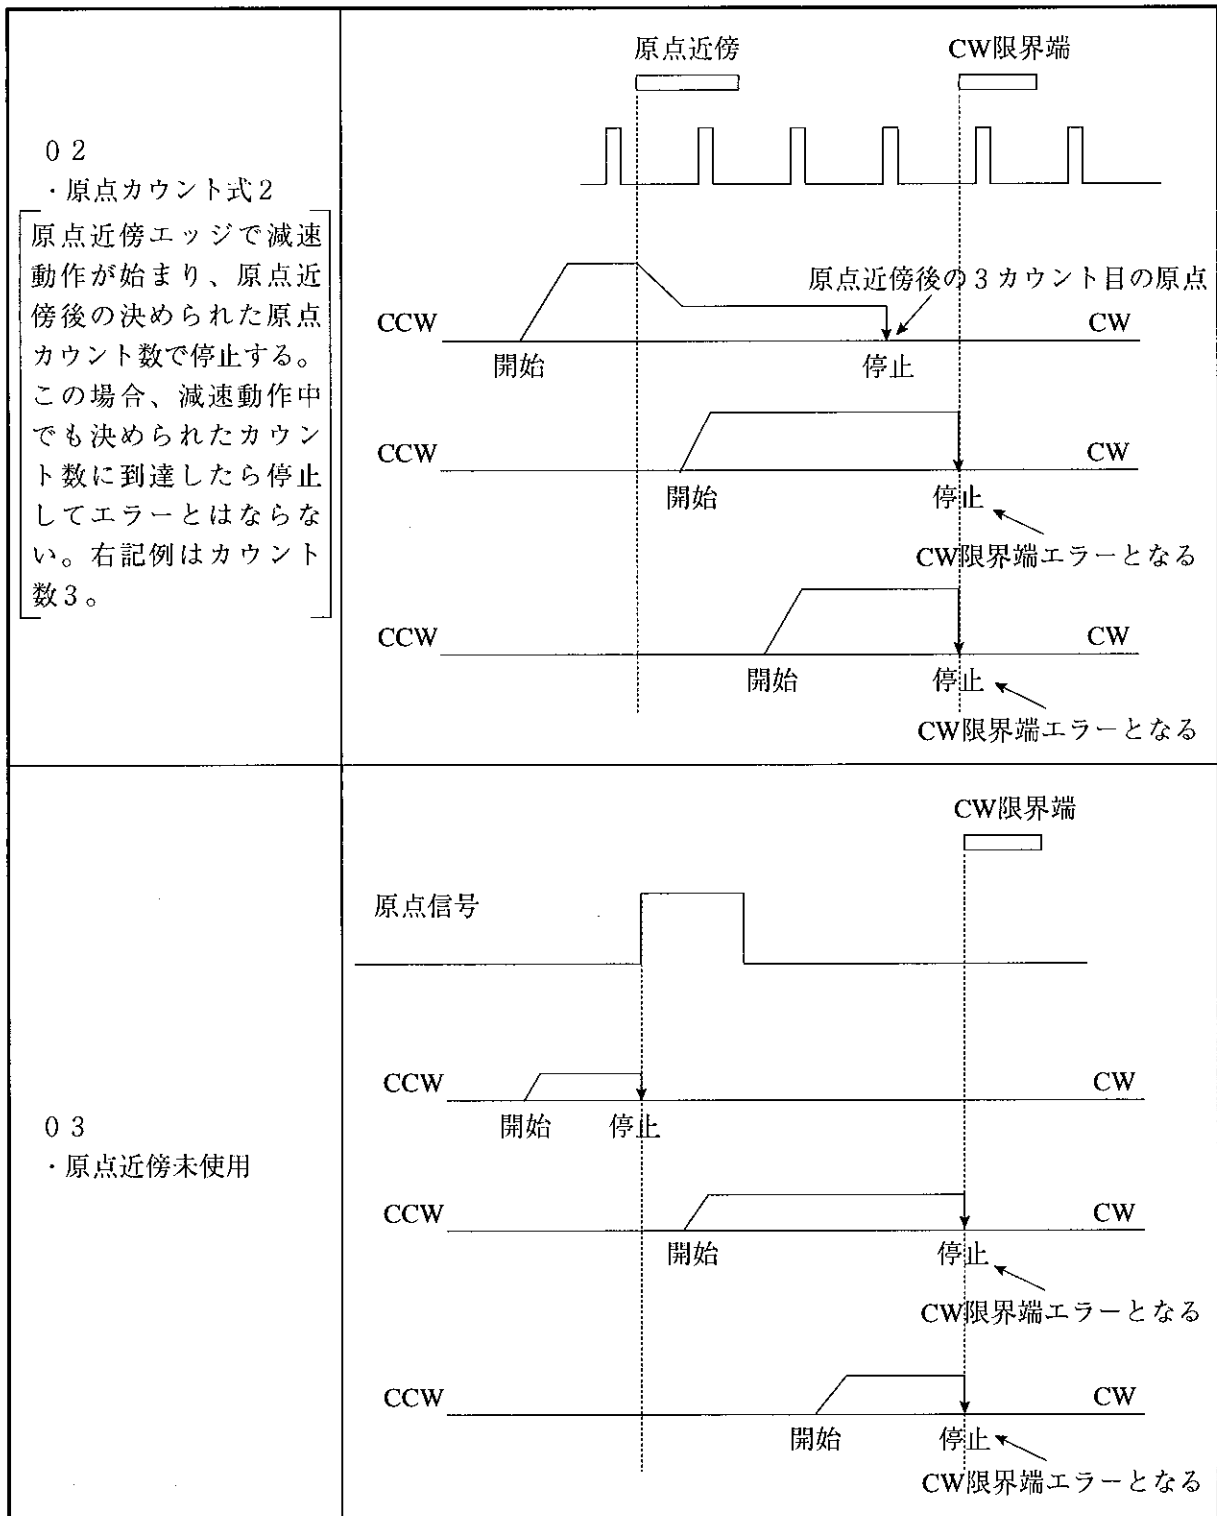 02
・原点カウント式2
原点近傍エッジで減速
動作が始まり、原点近
傍後の決められた原点
カウント数で停止する。
この場合、減速動作中
でも決められたカウン
ト数に到達したら停止
してエラーとはならな
い。右記例はカウント
数3。
原点近傍
CW限界端
原点近傍後の3カウント目の原点
CCW
CW
開始
停止
CCW
CW
開始
停止
CW限界端エラーとなる
CCW
CW
開始
停止
CW限界端エラーとなる
03
・原点近傍未使用
CW限界端
原点信号
CCW
CW
開始
停止
CCW
CW
開始
停止
CW限界端エラーとなる
CCW
CW
開始
停止
CW限界端エラーとなる